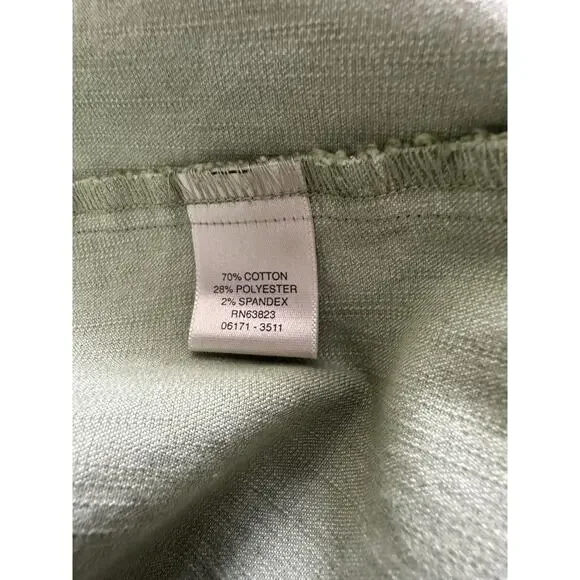 70% COTTON
28% POLYESTER
2% SPANDEX
RN63823
06171 - 3511